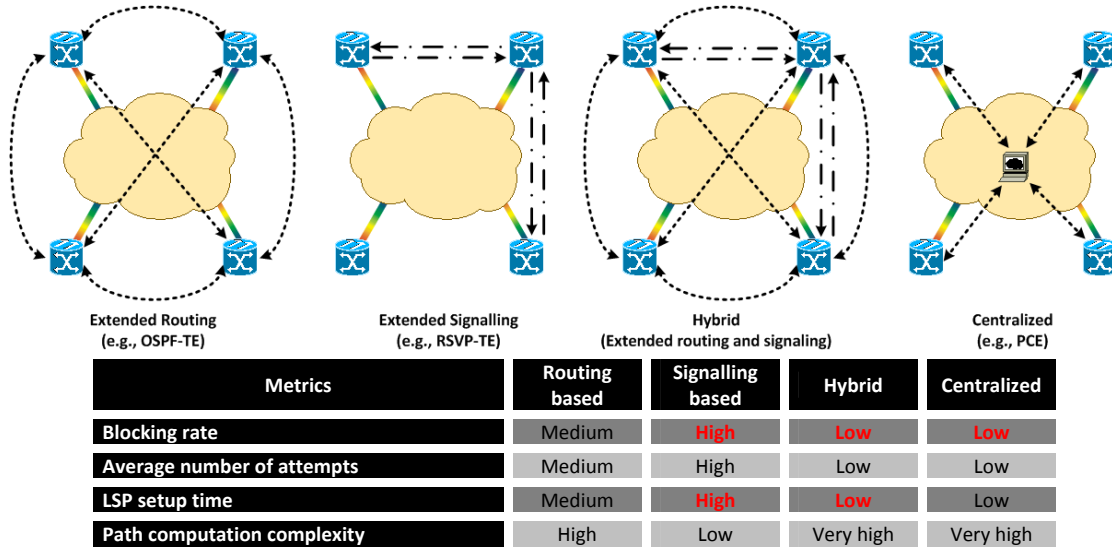 Extended Routing
(e.g., OSPF-TE)
Extended Signalling
(e.g., RSVP-TE)
Hybrid
(Extended routing and signaling)
Centralized
(e.g., PCE)
Metrics
Routing based
Signalling based
Hybrid
Centralized
Blocking rate Medium High Low Low
Average number of attempts Medium High Low Low
LSP setup time Medium High Low Low
Path computation complexity High Low Very high Very high